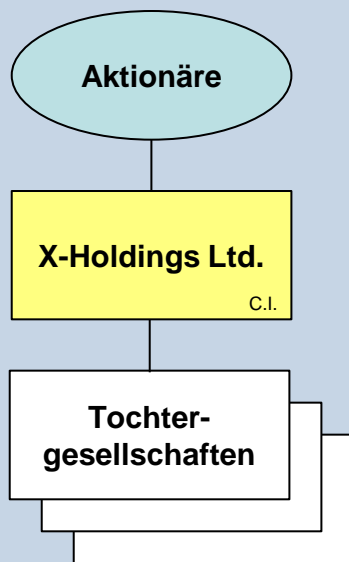 Aktionäre
X-Holdings Ltd.
C.I.
Tochter-
gesellschaften